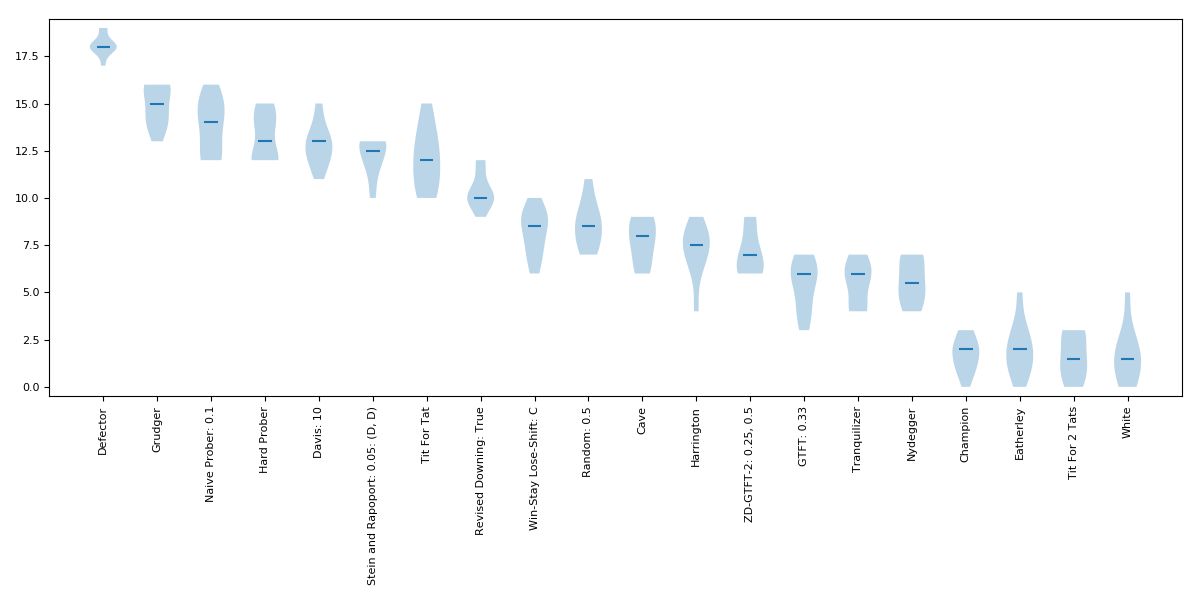 17.5
15.0
12.5
10.0
7.5
5.0
2.5
0.0
Defector
Grudger
Naive Prober: 0.1
Hard Prober
Davis: 10
Stein and Rapoport: 0.05: (D, D)
Tit For Tat
Revised Downing: True
Win-Stay Lose-Shift: C
Random: 0.5
Cave
Harrington
ZD-GTFT-2: 0.25, 0.5
GTFT: 0.33
Tranquilizer
Nydegger
Champion
Eatherley
Tit For 2 Tats
White